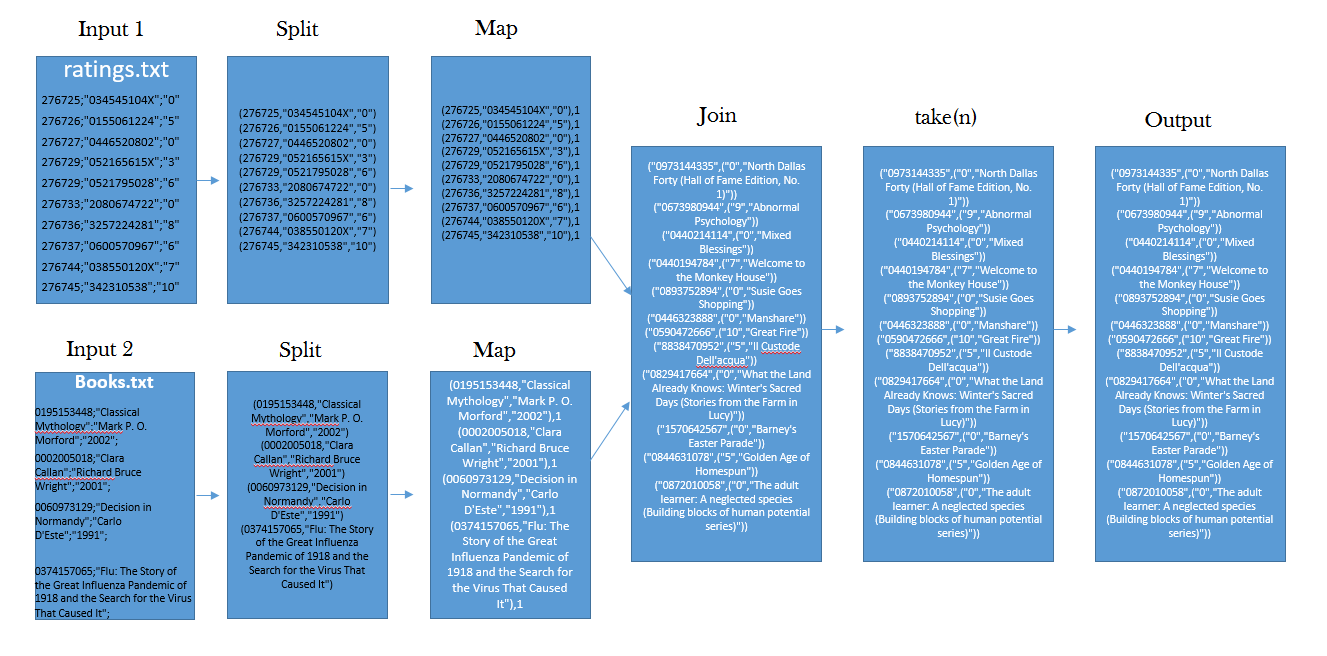 Input 1
Split
Map
ratings.txt
276725;"034545104X";"0"
276726;"0155061224";"5"
276727;"0446520802";"0"
276729;"052165615X";"3"
276729;"0521795028";"6"
276733;"2080674722";"0"
276736;"3257224281";"8"
276737;"0600570967";"6"
276744;"038550120X";"7"
276745;"342310538";"10"
(276725,"034545104X","0")
(276726,"0155061224","5")
(276727,"0446520802","0")
(276729,"052165615X","3")
(276729,"0521795028","6")
(276733,"2080674722","0")
(276736,"3257224281","8")
(276737,"0600570967","6")
(276744,"038550120X","7")
(276745,"342310538","10")
(276725,"034545104X","0"),1
(276726,"0155061224","5"),1
(276727,"0446520802","0"),1
(276729,"052165615X","3"),1
(276729,"0521795028","6"),1
(276733,"2080674722","0"),1
(276736,"3257224281","8"),1
(276737,"0600570967","6"),1
(276744,"038550120X","7"),1
(276745,"342310538","10"),1
Input 2
Split
Map
Books.txt
0195153448;"Classical
Mythology";"Mark P. O.
Morford";"2002";
0002005018;"Clara
Callan";"Richard Bruce
Wright";"2001";
0060973129;"Decision in
Normandy";"Carlo
D'Este";"1991";
0374157065;"Flu: The Story of
the Great Influenza Pandemic of
1918 and the Search for the Virus
That Caused It";
(0195153448,"Classical
Mythology","Mark P. O.
Morford","2002")
(0002005018,"Clara
Callan","Richard Bruce
Wright","2001")
(0060973129,"Decision in
Normandy","Carlo
D'Este","1991")
(0374157065,"Flu: The Story
of the Great Influenza
Pandemic of 1918 and the
Search for the Virus That
Caused It")
(0195153448,"Classical
Mythology","Mark P. O.
Morford","2002"),1
(0002005018,"Clara
Callan","Richard Bruce
Wright","2001"),1
(0060973129,"Decision in
Normandy","Carlo
D'Este","1991"),1
(0374157065,"Flu: The
Story of the Great
Influenza Pandemic of
1918 and the Search for
the Virus That Caused
It"),1
Join
take(n)
Output
("0973144335",("0","North Dallas
Forty (Hall of Fame Edition, No.
1)"))
("0673980944",("9","Abnormal
Psychology"))
("0440214114",("0","Mixed
Blessings"))
("0440194784",("7","Welcome to
the Monkey House"))
("0893752894",("0","Susie Goes
Shopping"))
("0446323888",("0","Manshare"))
("0590472666",("10","Great Fire"))
("8838470952",("5","Il Custode
Dell'acqua"))
("0829417664",("0","What the Land
Already Knows: Winter's Sacred
Days (Stories from the Farm in
Lucy)"))
("1570642567",("0","Barney's
Easter Parade"))
("0844631078",("5","Golden Age of
Homespun"))
("0872010058",("0","The adult
learner: A neglected species
(Building blocks of human potential
series)"))
("0973144335",("0","North Dallas
Forty (Hall of Fame Edition, No.
1)"))
("0673980944",("9","Abnormal
Psychology"))
("0440214114",("0","Mixed
Blessings"))
("0440194784",("7","Welcome to
the Monkey House"))
("0893752894",("0","Susie Goes
Shopping"))
("0446323888",("0","Manshare"))
("0590472666",("10","Great Fire"))
("8838470952",("5","Il Custode
Dell'acqua"))
("0829417664",("0","What the Land
Already Knows: Winter's Sacred
Days (Stories from the Farm in
Lucy)"))
("1570642567",("0","Barney's
Easter Parade"))
("0844631078",("5","Golden Age of
Homespun"))
("0872010058",("0","The adult
learner: A neglected species
(Building blocks of human potential
series)"))
("0973144335",("0","North Dallas
Forty (Hall of Fame Edition, No.
1)"))
("0673980944",("9","Abnormal
Psychology"))
("0440214114",("0","Mixed
Blessings"))
("0440194784",("7","Welcome to
the Monkey House"))
("0893752894",("0","Susie Goes
Shopping"))
("0446323888",("0","Manshare"))
("0590472666",("10","Great Fire"))
("8838470952",("5","Il Custode
Dell'acqua"))
("0829417664",("0","What the Land
Already Knows: Winter's Sacred
Days (Stories from the Farm in
Lucy)"))
("1570642567",("0","Barney's
Easter Parade"))
("0844631078",("5","Golden Age of
Homespun"))
("0872010058",("0","The adult
learner: A neglected species
(Building blocks of human potential
series)"))